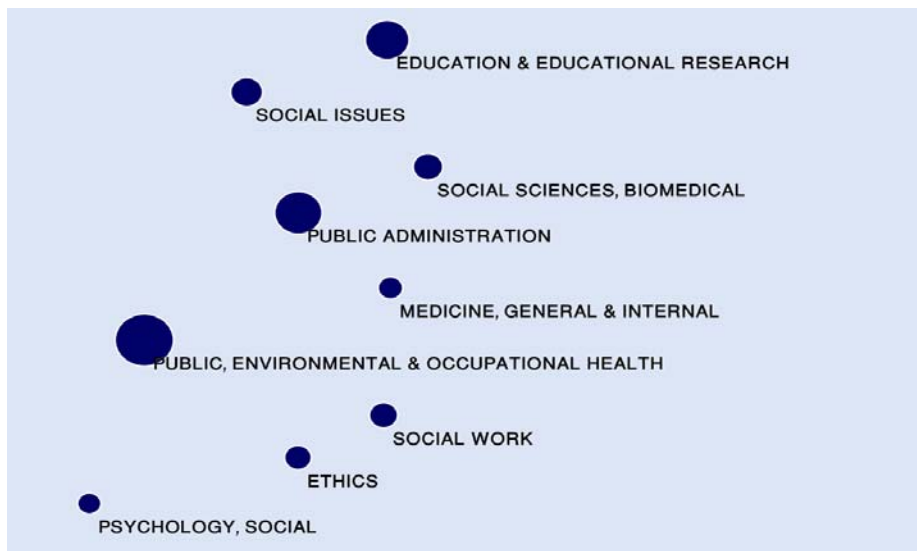 EDUCATION & EDUCATIONAL RESEARCH
SOCIAL ISSUES
SOCIAL SCIENCES, BIOMEDICAL
PUBLIC ADMINISTRATION
MEDICINE, GENERAL & INTERNAL
PUBLIC, ENVIRONMENTAL & OCCUPATIONAL HEALTH
SOCIAL WORK
ETHICS
PSYCHOLOGY, SOCIAL